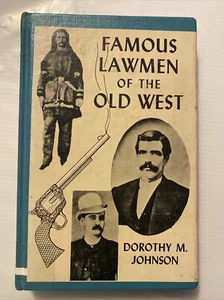 FAMOUS
LAWMEN
OF THE
OLD WEST
DOROTHY M.
JOHNSON